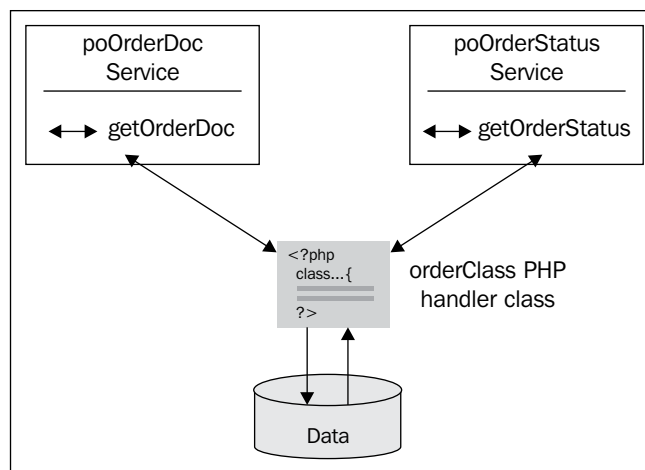 poOrderDoc
Service
getOrderDoc
poOrderStatus
Service
getOrderStatus
<?php
class...{
?>
orderClass PHP
handler class
Data